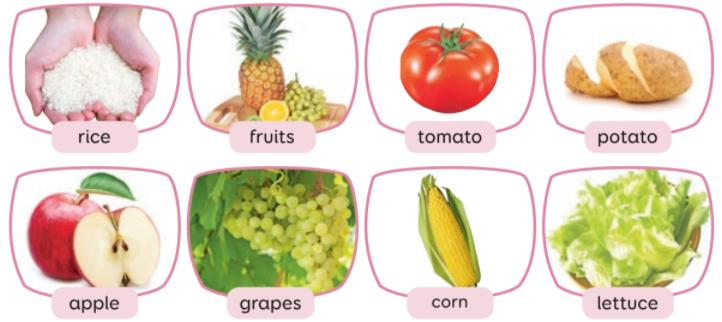 rice
fruits
tomato
potato
apple
grapes
corn
lettuce